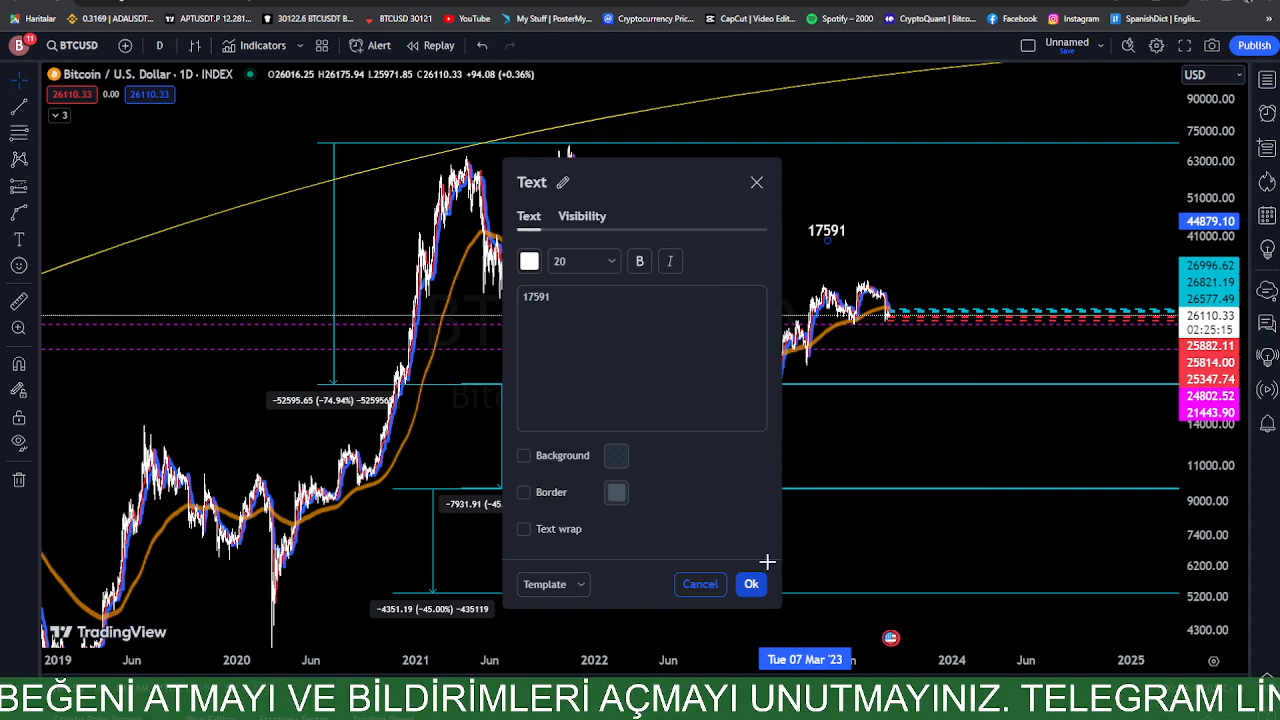 Haritalar
0.3169 | ADAUSDT...
APTUSDT.P 12.281...
30122.6 BTCUSDT B...
BTCUSD 30121
YouTube
My Stuff | PosterMy...
Cryptocurrency Pric...
CapCut | Video Edit...
Spotify – 2000
CryptoQuant | Bitco...
Facebook
Instagram
SpanishDict | Englis...
B
11
BTCUSD
D
Indicators
Alert
Replay
Unnamed
Save
Publish
Bitcoin / U.S. Dollar · 1D · INDEX
O26016.25 H26175.94 L25971.85 C26110.33 +94.08 (+0.36%)
26110.33
0.00
26110.33
3
USD
90000.00
75000.00
63000.00
51000.00
44879.10
41000.00
26996.62
26821.19
26577.49
26110.33
02:25:15
25882.11
25814.00
25347.74
24802.52
21443.90
14000.00
11000.00
9000.00
7400.00
6200.00
5200.00
4300.00
17591
Text
Text
Visibility
20
B
I
17591
Background
Border
Text wrap
Template
Cancel
Ok
-52595.65 (-74.94%) -5259565
-7931.91 (-45.
-4351.19 (-45.00%) -435119
TradingView
2019
Jun
2020
Jun
2021
Jun
2022
Jun
Tue 07 Mar '23
2024
Jun
2025
BEĞENİ ATMAYI VE BİLDİRİMLERİ AÇMAYI UNUTMAYINIZ. TELEGRAM LİN